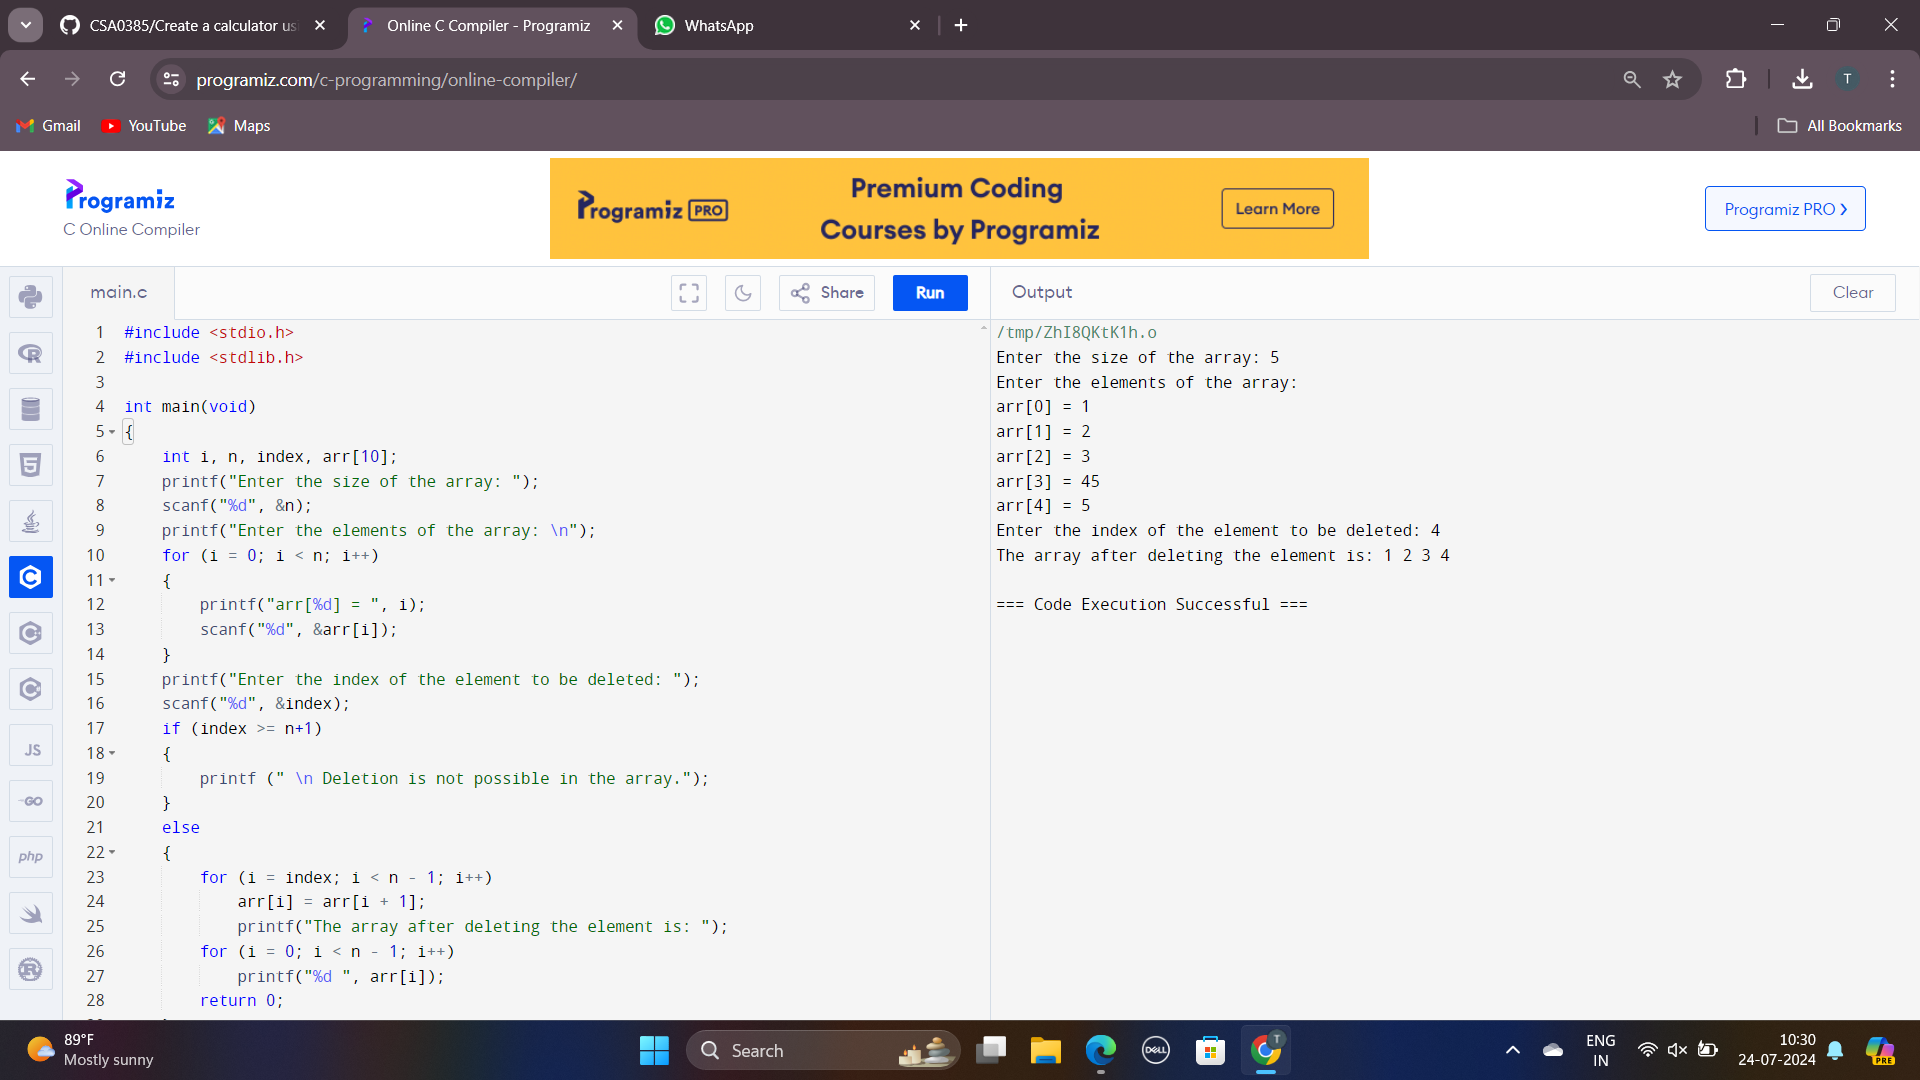 CSA0385/Create a calculator us
Online C Compiler - Programiz
WhatsApp
programiz.com/c-programming/online-compiler/
T
Gmail
YouTube
Maps
All Bookmarks
Programiz
C Online Compiler
Programiz PRO
Premium Coding
Courses by Programiz
Learn More
Programiz PRO ›
main.c
Share
Run
Output
Clear
1 #include <stdio.h>
2 #include <stdlib.h>
3
4 int main(void)
5 {
6 int i, n, index, arr[10];
7 printf("Enter the size of the array: ");
8 scanf("%d", &n);
9 printf("Enter the elements of the array: \n");
10 for (i = 0; i < n; i++)
11 {
12 printf("arr[%d] = ", i);
13 scanf("%d", &arr[i]);
14 }
15 printf("Enter the index of the element to be deleted: ");
16 scanf("%d", &index);
17 if (index >= n+1)
18 {
19 printf (" \n Deletion is not possible in the array.");
20 }
21 else
22 {
23 for (i = index; i < n - 1; i++)
24 arr[i] = arr[i + 1];
25 printf("The array after deleting the element is: ");
26 for (i = 0; i < n - 1; i++)
27 printf("%d ", arr[i]);
28 return 0;
/tmp/ZhI8QKtK1h.o
Enter the size of the array: 5
Enter the elements of the array:
arr[0] = 1
arr[1] = 2
arr[2] = 3
arr[3] = 45
arr[4] = 5
Enter the index of the element to be deleted: 4
The array after deleting the element is: 1 2 3 4
=== Code Execution Successful ===
JS
GO
php
89°F
Mostly sunny
Search
DELL
T
ENG
IN
10:30
24-07-2024
PRE